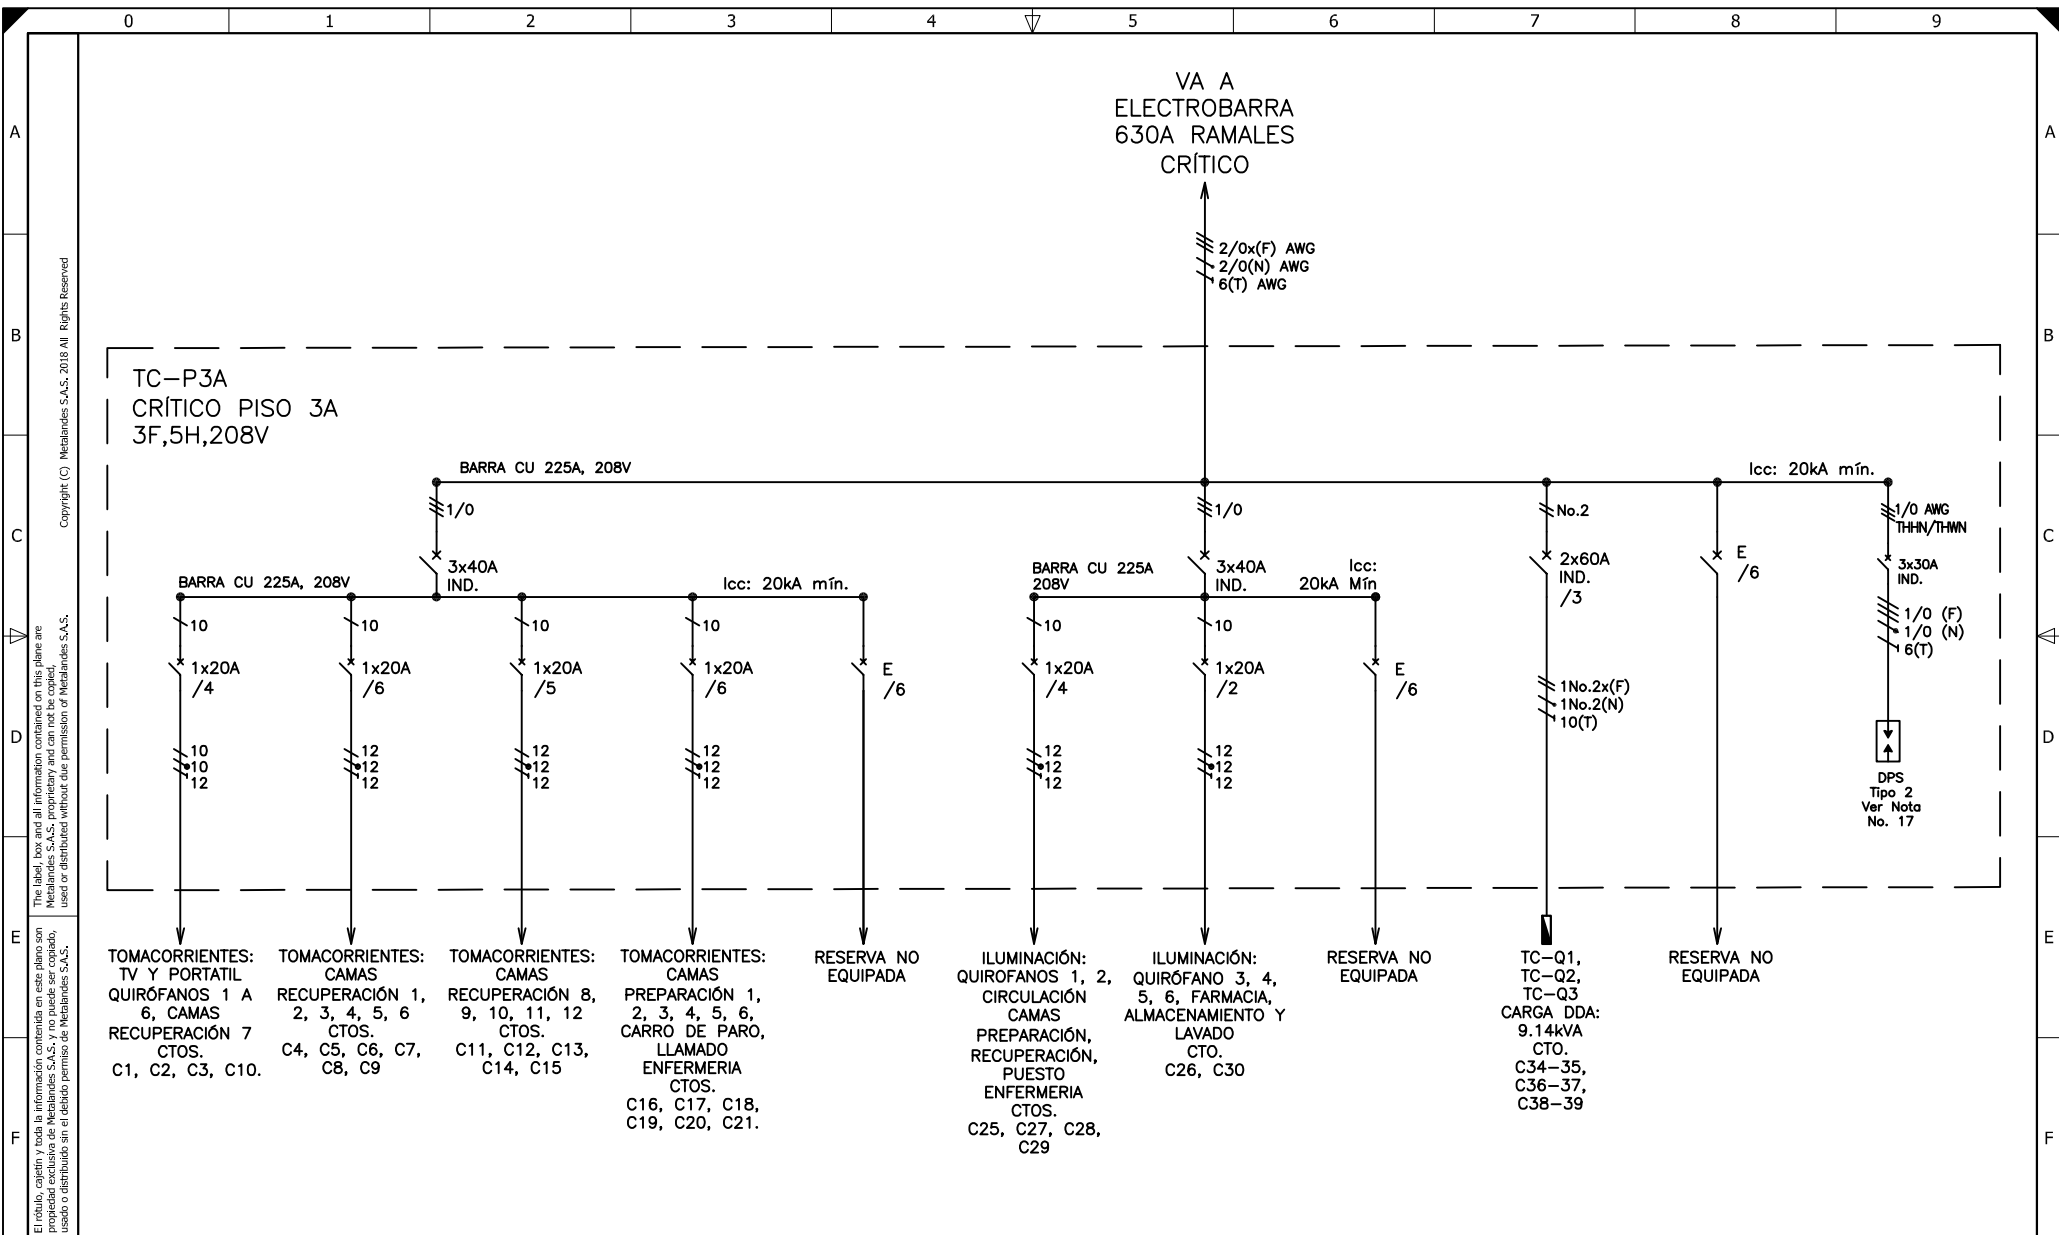 0 1 2 3 4 5 6 7 8 9
A
B
C
D
E
F
A
B
C
D
E
F
Copyright (C) Metalandes S.A.S. 2018 All Rights Reserved
The label, box and all information contained on this plane are
Metalandes S.A.S. proprietary and can not be copied,
used or distributed without due permission of Metalandes S.A.S.
El rótulo, cajetín y toda la información contenida en este plano son
propiedad exclusiva de Metalandes S.A.S. y no puede ser copiado,
usado o distribuido sin el debido permiso de Metalandes S.A.S.
VA A
ELECTROBARRA
630A RAMALES
CRÍTICO
2/0x(F) AWG
2/0(N) AWG
6(T) AWG
TC-P3A
CRÍTICO PISO 3A
3F,5H,208V
BARRA CU 225A, 208V
Icc: 20kA mín.
1/0
3x40A
IND.
1/0
3x40A
IND.
No.2
2x60A
IND.
/3
E
/6
1/0 AWG
THHN/THWN
3x30A
IND.
1/0 (F)
1/0 (N)
6(T)
DPS
Tipo 2
Ver Nota
No. 17
BARRA CU 225A, 208V
Icc: 20kA mín.
BARRA CU 225A
208V
Icc:
20kA Mín
10
1x20A
/4
10
10
12
10
1x20A
/6
12
12
12
10
1x20A
/5
12
12
12
10
1x20A
/6
12
12
12
E
/6
10
1x20A
/4
12
12
12
10
1x20A
/2
12
12
12
E
/6
1No.2x(F)
1No.2(N)
10(T)
TOMACORRIENTES:
TV Y PORTATIL
QUIRÓFANOS 1 A
6, CAMAS
RECUPERACIÓN 7
CTOS.
C1, C2, C3, C10.
TOMACORRIENTES:
CAMAS
RECUPERACIÓN 1,
2, 3, 4, 5, 6
CTOS.
C4, C5, C6, C7,
C8, C9
TOMACORRIENTES:
CAMAS
RECUPERACIÓN 8,
9, 10, 11, 12
CTOS.
C11, C12, C13,
C14, C15
TOMACORRIENTES:
CAMAS
PREPARACIÓN 1,
2, 3, 4, 5, 6,
CARRO DE PARO,
LLAMADO
ENFERMERIA
CTOS.
C16, C17, C18,
C19, C20, C21.
RESERVA NO
EQUIPADA
ILUMINACIÓN:
QUIROFANOS 1, 2,
CIRCULACIÓN
CAMAS
PREPARACIÓN,
RECUPERACIÓN,
PUESTO
ENFERMERIA
CTOS.
C25, C27, C28,
C29
ILUMINACIÓN:
QUIRÓFANO 3, 4,
5, 6, FARMACIA,
ALMACENAMIENTO Y
LAVADO
CTO.
C26, C30
RESERVA NO
EQUIPADA
TC-Q1,
TC-Q2,
TC-Q3
CARGA DDA:
9.14kVA
CTO.
C34-35,
C36-37,
C38-39
RESERVA NO
EQUIPADA